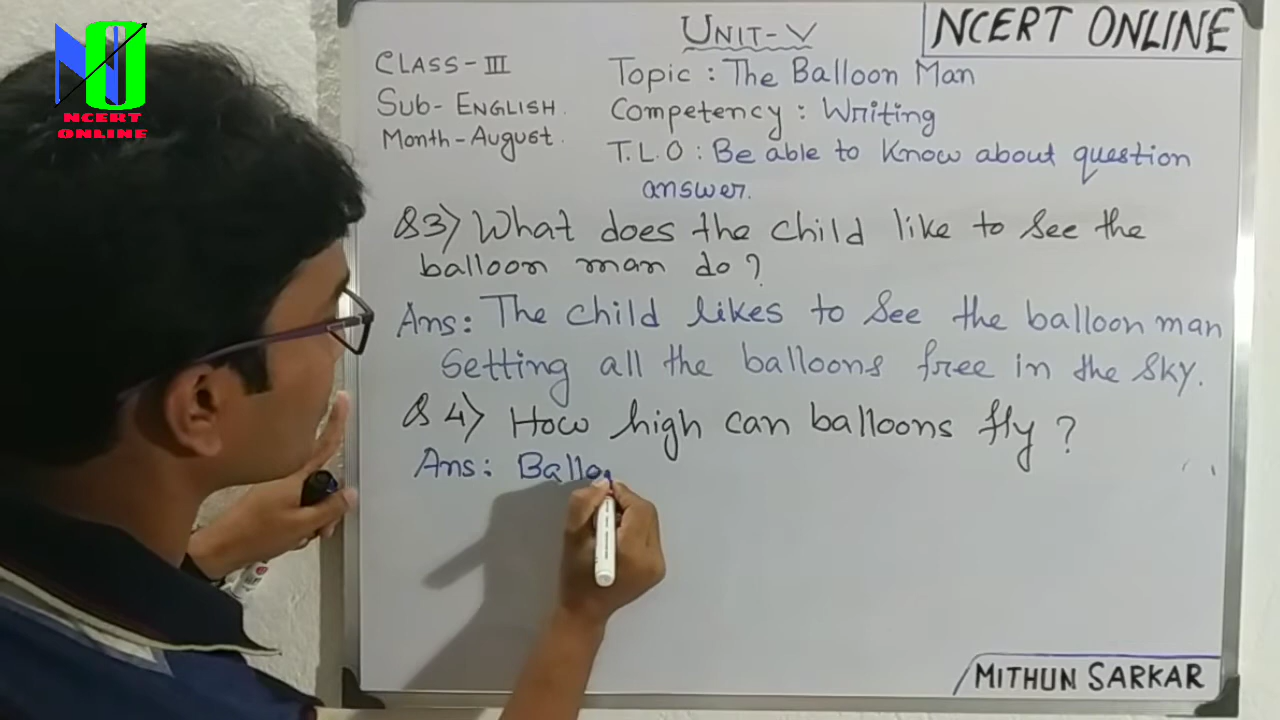 NCERT
ONLINE
UNIT-V
NCERT ONLINE
CLASS-III
Sub- ENGLISH.
Month-August.
Topic : The Balloon Man
Competency : Writing
T.L.O : Be able to Know about question
answer.
Q3) What does the child like to see the
balloon man do?
Ans: The child likes to see the balloon man
Setting all the balloons free in the sky.
Q 4) How high can balloons fly ?
Ans: Balloo
MITHUN SARKAR